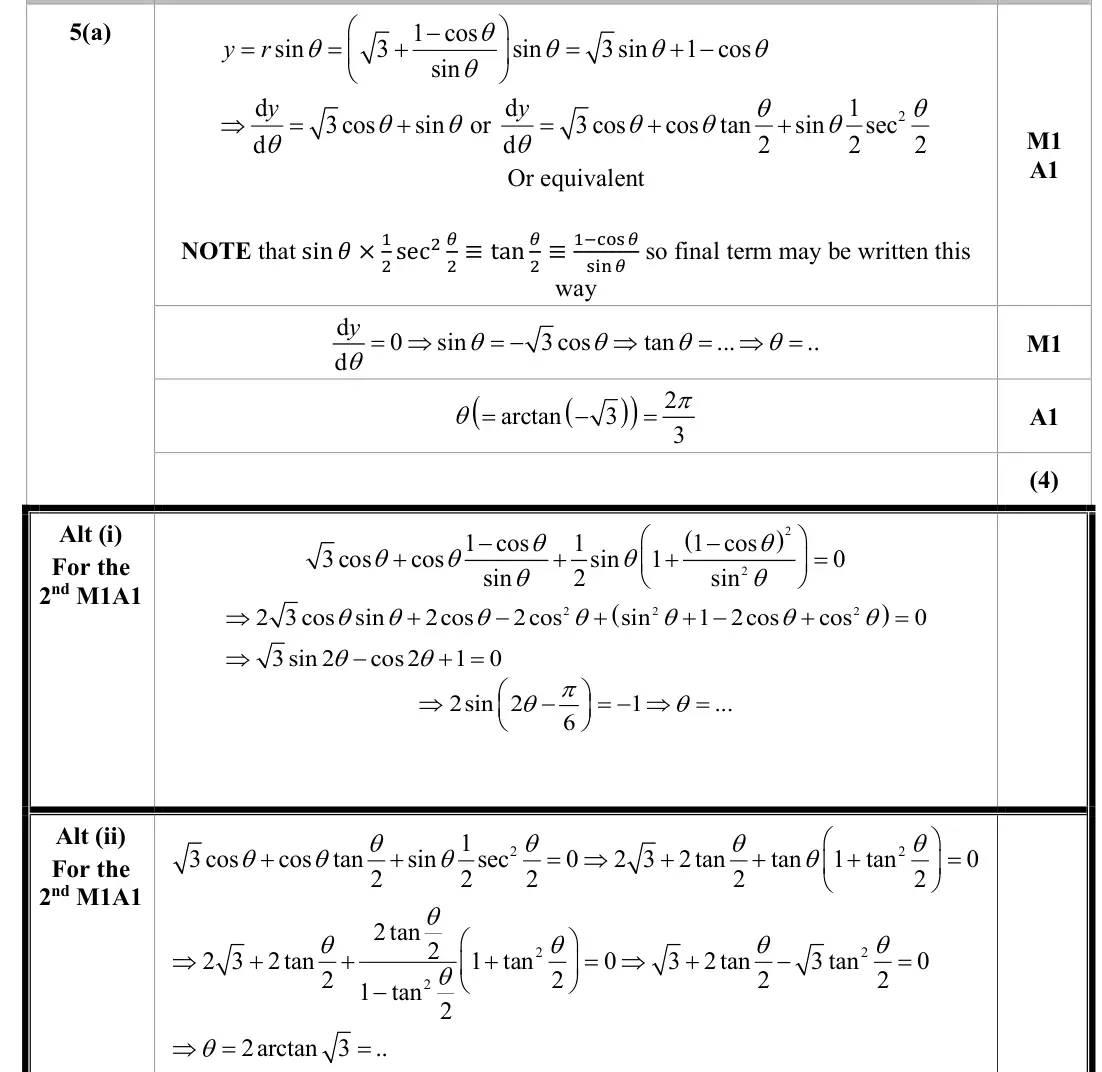 5(a)
y = r sin θ = (√3 + (1 − cos θ)/(sin θ)) sin θ = √3 sin θ + 1 − cos θ
⇒ dy/dθ = √3 cos θ + sin θ or dy/dθ = √3 cos θ + cos θ tan θ/2 + sin θ 1/2 sec² θ/2
Or equivalent
M1
A1
NOTE that sin θ × 1/2 sec² θ/2 ≡ tan θ/2 ≡ (1−cos θ)/(sin θ) so final term may be written this
way
dy/dθ = 0 ⇒ sin θ = −√3 cos θ ⇒ tan θ = ... ⇒ θ = ..
M1
θ(= arctan(−√3)) = 2π/3
A1
(4)
Alt (i)
For the
2nd M1A1
√3 cos θ + cos θ (1 − cos θ)/(sin θ) + 1/2 sin θ (1 + (1 − cos θ)²/(sin² θ)) = 0
⇒ 2√3 cos θ sin θ + 2 cos θ − 2 cos² θ + (sin² θ + 1 − 2 cos θ + cos² θ) = 0
⇒ √3 sin 2θ − cos 2θ + 1 = 0
⇒ 2 sin(2θ − π/6) = −1 ⇒ θ = ...
Alt (ii)
For the
2nd M1A1
√3 cos θ + cos θ tan θ/2 + sin θ 1/2 sec² θ/2 = 0 ⇒ 2√3 + 2 tan θ/2 + tan θ (1 + tan² θ/2) = 0
⇒ 2√3 + 2 tan θ/2 + (2 tan θ/2)/(1 − tan² θ/2) (1 + tan² θ/2) = 0 ⇒ √3 + 2 tan θ/2 − √3 tan² θ/2 = 0
⇒ θ = 2 arctan √3 = ..